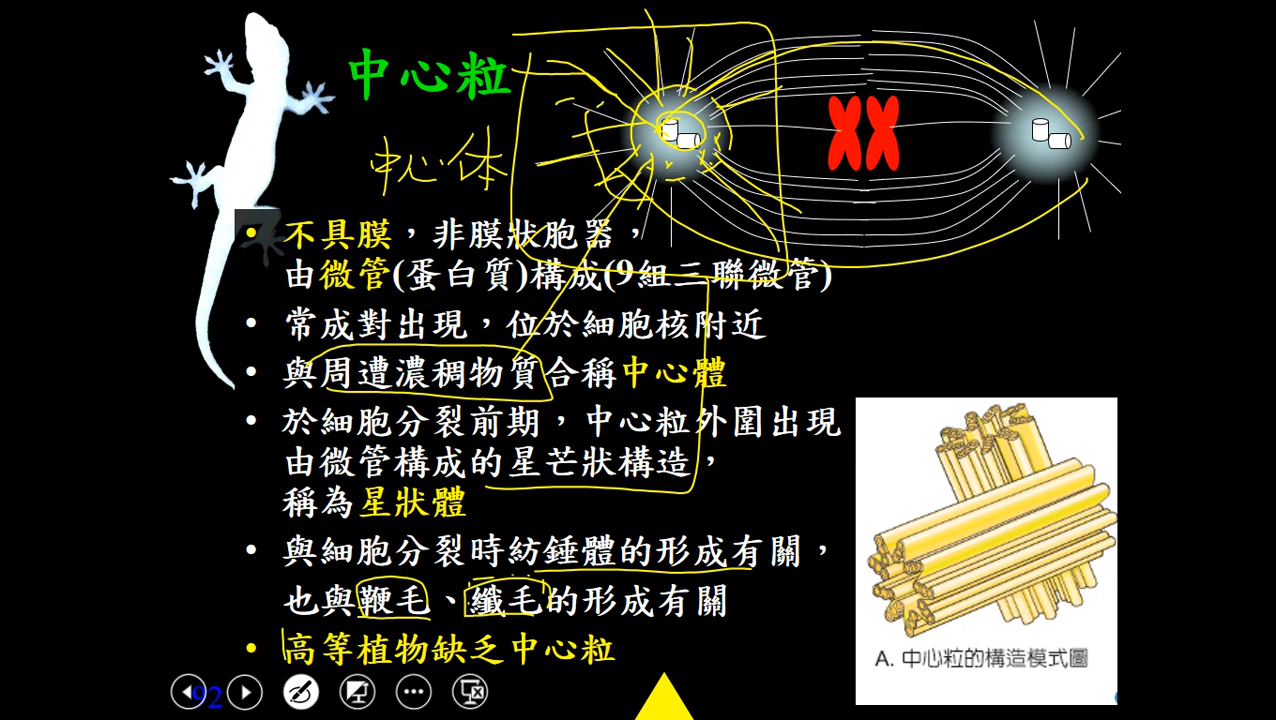 中心粒
中心体
• 不具膜，非膜狀胞器，
由微管(蛋白質)構成(9組三聯微管)
• 常成對出現，位於細胞核附近
• 與周遭濃稠物質合稱中心體
• 於細胞分裂前期，中心粒外圍出現
由微管構成的星芒狀構造，
稱為星狀體
• 與細胞分裂時紡錘體的形成有關，
也與鞭毛、纖毛的形成有關
• 高等植物缺乏中心粒
A. 中心粒的構造模式圖
92